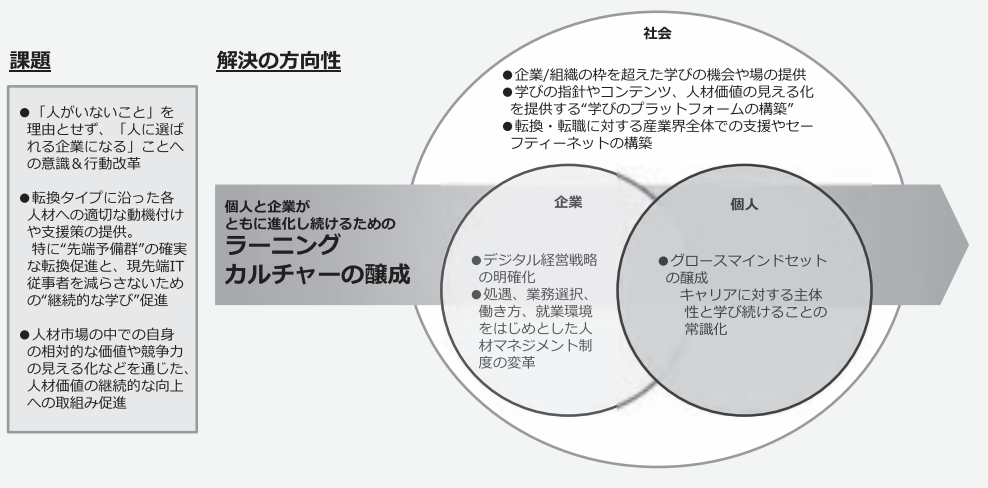 課題
●「人がいないこと」を
理由とせず、「人に選ば
れる企業になる」ことへ
の意識＆行動改革
●転換タイプに沿った各
人材への適切な動機付け
や支援策の提供。
特に“先端予備群”の確実
な転換促進と、現先端IT
従事者を減らさないため
の“継続的な学び”促進
●人材市場の中での自身
の相対的な価値や競争力
の見える化などを通じた、
人材価値の継続的な向上
への取組み促進
解決の方向性
個人と企業が
ともに進化し続けるための
ラーニング
カルチャーの醸成
社会
●企業/組織の枠を超えた学びの機会や場の提供
●学びの指針やコンテンツ、人材価値の見える化
を提供する“学びのプラットフォームの構築”
●転換・転職に対する産業界全体での支援やセー
フティーネットの構築
企業
●デジタル経営戦略
の明確化
●処遇、業務選択、
働き方、就業環境
をはじめとした人
材マネジメント制
度の変革
個人
●グロースマインドセット
の醸成
キャリアに対する主体
性と学び続けることの
常識化